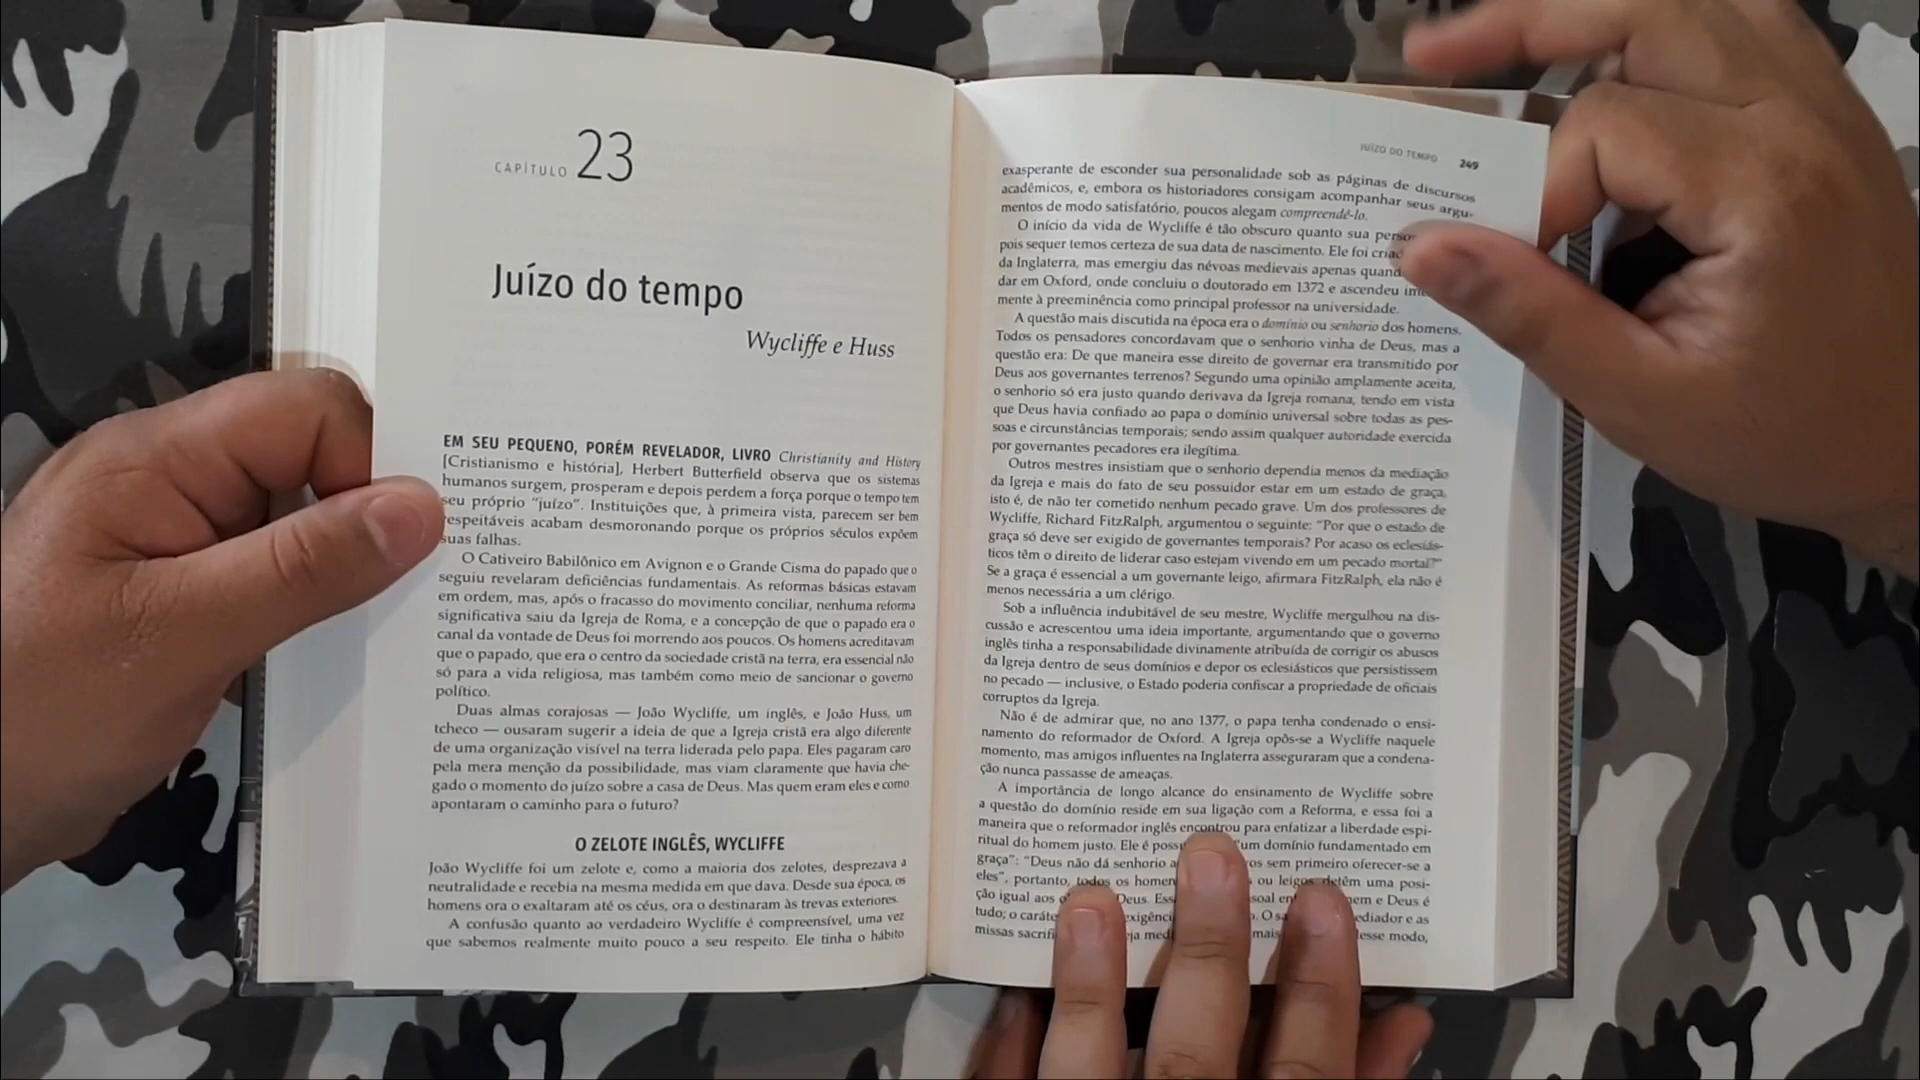 CAPÍTULO 23
Juízo do tempo
Wycliffe e Huss
EM SEU PEQUENO, PORÉM REVELADOR, LIVRO Christianity and History
[Cristianismo e história], Herbert Butterfield observa que os sistemas
humanos surgem, prosperam e depois perdem a força porque o tempo tem
seu próprio “juízo”. Instituições que, à primeira vista, parecem ser bem
respeitáveis acabam desmoronando porque os próprios séculos expõem
suas falhas.
O Cativeiro Babilônico em Avignon e o Grande Cisma do papado que o
seguiu revelaram deficiências fundamentais. As reformas básicas estavam
em ordem, mas, após o fracasso do movimento conciliar, nenhuma reforma
significativa saiu da Igreja de Roma, e a concepção de que o papado era o
canal da vontade de Deus foi morrendo aos poucos. Os homens acreditavam
que o papado, que era o centro da sociedade cristã na terra, era essencial não
só para a vida religiosa, mas também como meio de sancionar o governo
político.
Duas almas corajosas — João Wycliffe, um inglês, e João Huss, um
tcheco — ousaram sugerir a ideia de que a Igreja cristã era algo diferente
de uma organização visível na terra liderada pelo papa. Eles pagaram caro
pela mera menção da possibilidade, mas viam claramente que havia che-
gado o momento do juízo sobre a casa de Deus. Mas quem eram eles e como
apontaram o caminho para o futuro?
O ZELOTE INGLÊS, WYCLIFFE
João Wycliffe foi um zelote e, como a maioria dos zelotes, desprezava a
neutralidade e recebia na mesma medida em que dava. Desde sua época, os
homens ora o exaltaram até os céus, ora o destinaram às trevas exteriores.
A confusão quanto ao verdadeiro Wycliffe é compreensível, uma vez
que sabemos realmente muito pouco a seu respeito. Ele tinha o hábito
JUÍZO DO TEMPO 249
exasperante de esconder sua personalidade sob as páginas de discursos
acadêmicos, e, embora os historiadores consigam acompanhar seus argu-
mentos de modo satisfatório, poucos alegam compreendê-lo.
O início da vida de Wycliffe é tão obscuro quanto sua
pois sequer temos certeza de sua data de nascimento. Ele foi
da Inglaterra, mas emergiu das névoas medievais apenas
dar em Oxford, onde concluiu o doutorado em 1372 e ascendeu
mente à preeminência como principal professor na universidade.
A questão mais discutida na época era o domínio ou senhorio dos homens.
Todos os pensadores concordavam que o senhorio vinha de Deus, mas a
questão era: De que maneira esse direito de governar era transmitido por
Deus aos governantes terrenos? Segundo uma opinião amplamente aceita,
o senhorio só era justo quando derivava da Igreja romana, tendo em vista
que Deus havia confiado ao papa o domínio universal sobre todas as pes-
soas e circunstâncias temporais; sendo assim qualquer autoridade exercida
por governantes pecadores era ilegítima.
Outros mestres insistiam que o senhorio dependia menos da mediação
da Igreja e mais do fato de seu possuidor estar em um estado de graça,
isto é, de não ter cometido nenhum pecado grave. Um dos professores de
Wycliffe, Richard FitzRalph, argumentou o seguinte: “Por que o estado de
graça só deve ser exigido de governantes temporais? Por acaso os eclesiás-
ticos têm o direito de liderar caso estejam vivendo em um pecado mortal?”
Se a graça é essencial a um governante leigo, afirmara FitzRalph, ela não é
menos necessária a um clérigo.
Sob a influência indubitável de seu mestre, Wycliffe mergulhou na dis-
cussão e acrescentou uma ideia importante, argumentando que o governo
inglês tinha a responsabilidade divinamente atribuída de corrigir os abusos
da Igreja dentro de seus domínios e depor os eclesiásticos que persistissem
no pecado — inclusive, o Estado poderia confiscar a propriedade de oficiais
corruptos da Igreja.
Não é de admirar que, no ano 1377, o papa tenha condenado o ensi-
namento do reformador de Oxford. A Igreja opôs-se a Wycliffe naquele
momento, mas amigos influentes na Inglaterra asseguraram que a condena-
ção nunca passasse de ameaças.
A importância de longo alcance do ensinamento de Wycliffe sobre
a questão do domínio reside em sua ligação com a Reforma, e essa foi a
maneira que o reformador inglês encontrou para enfatizar a liberdade espi-
ritual do homem justo. Ele é “um domínio fundamentado em
graça”: “Deus não dá senhorio a sem primeiro oferecer-se a
eles”, portanto, todos os ou leigos, detêm uma posi-
ção igual aos Deus. e Deus é
tudo; o e as
missas mais modo,